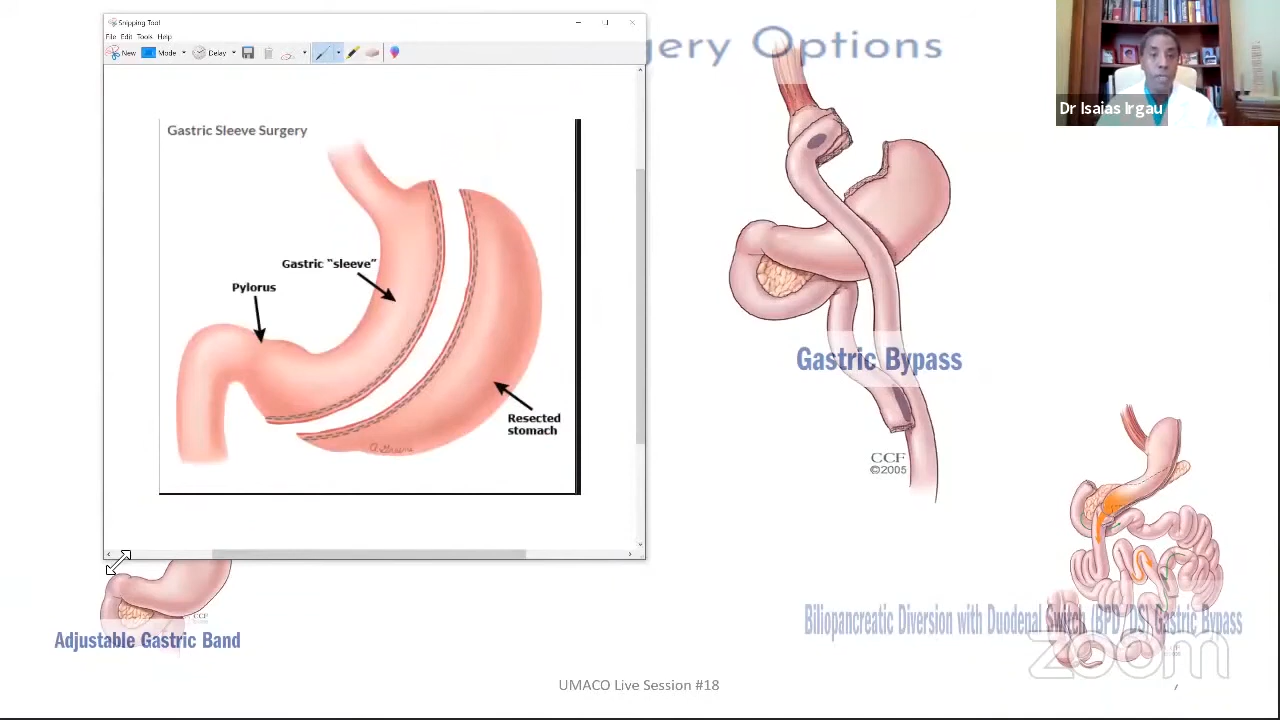 Snipping Tool
File Edit Tools Help
New Mode Delay
gery Options
Dr Isaias Irgau
Gastric Sleeve Surgery
Gastric “sleeve”
Pylorus
Resected
stomach
Gastric Bypass
CCF
©2005
CCF
Adjustable Gastric Band
Biliopancreatic Diversion with Duodenal Switch (BPD/DS) Gastric Bypass
zoom
UMACO Live Session #18
7